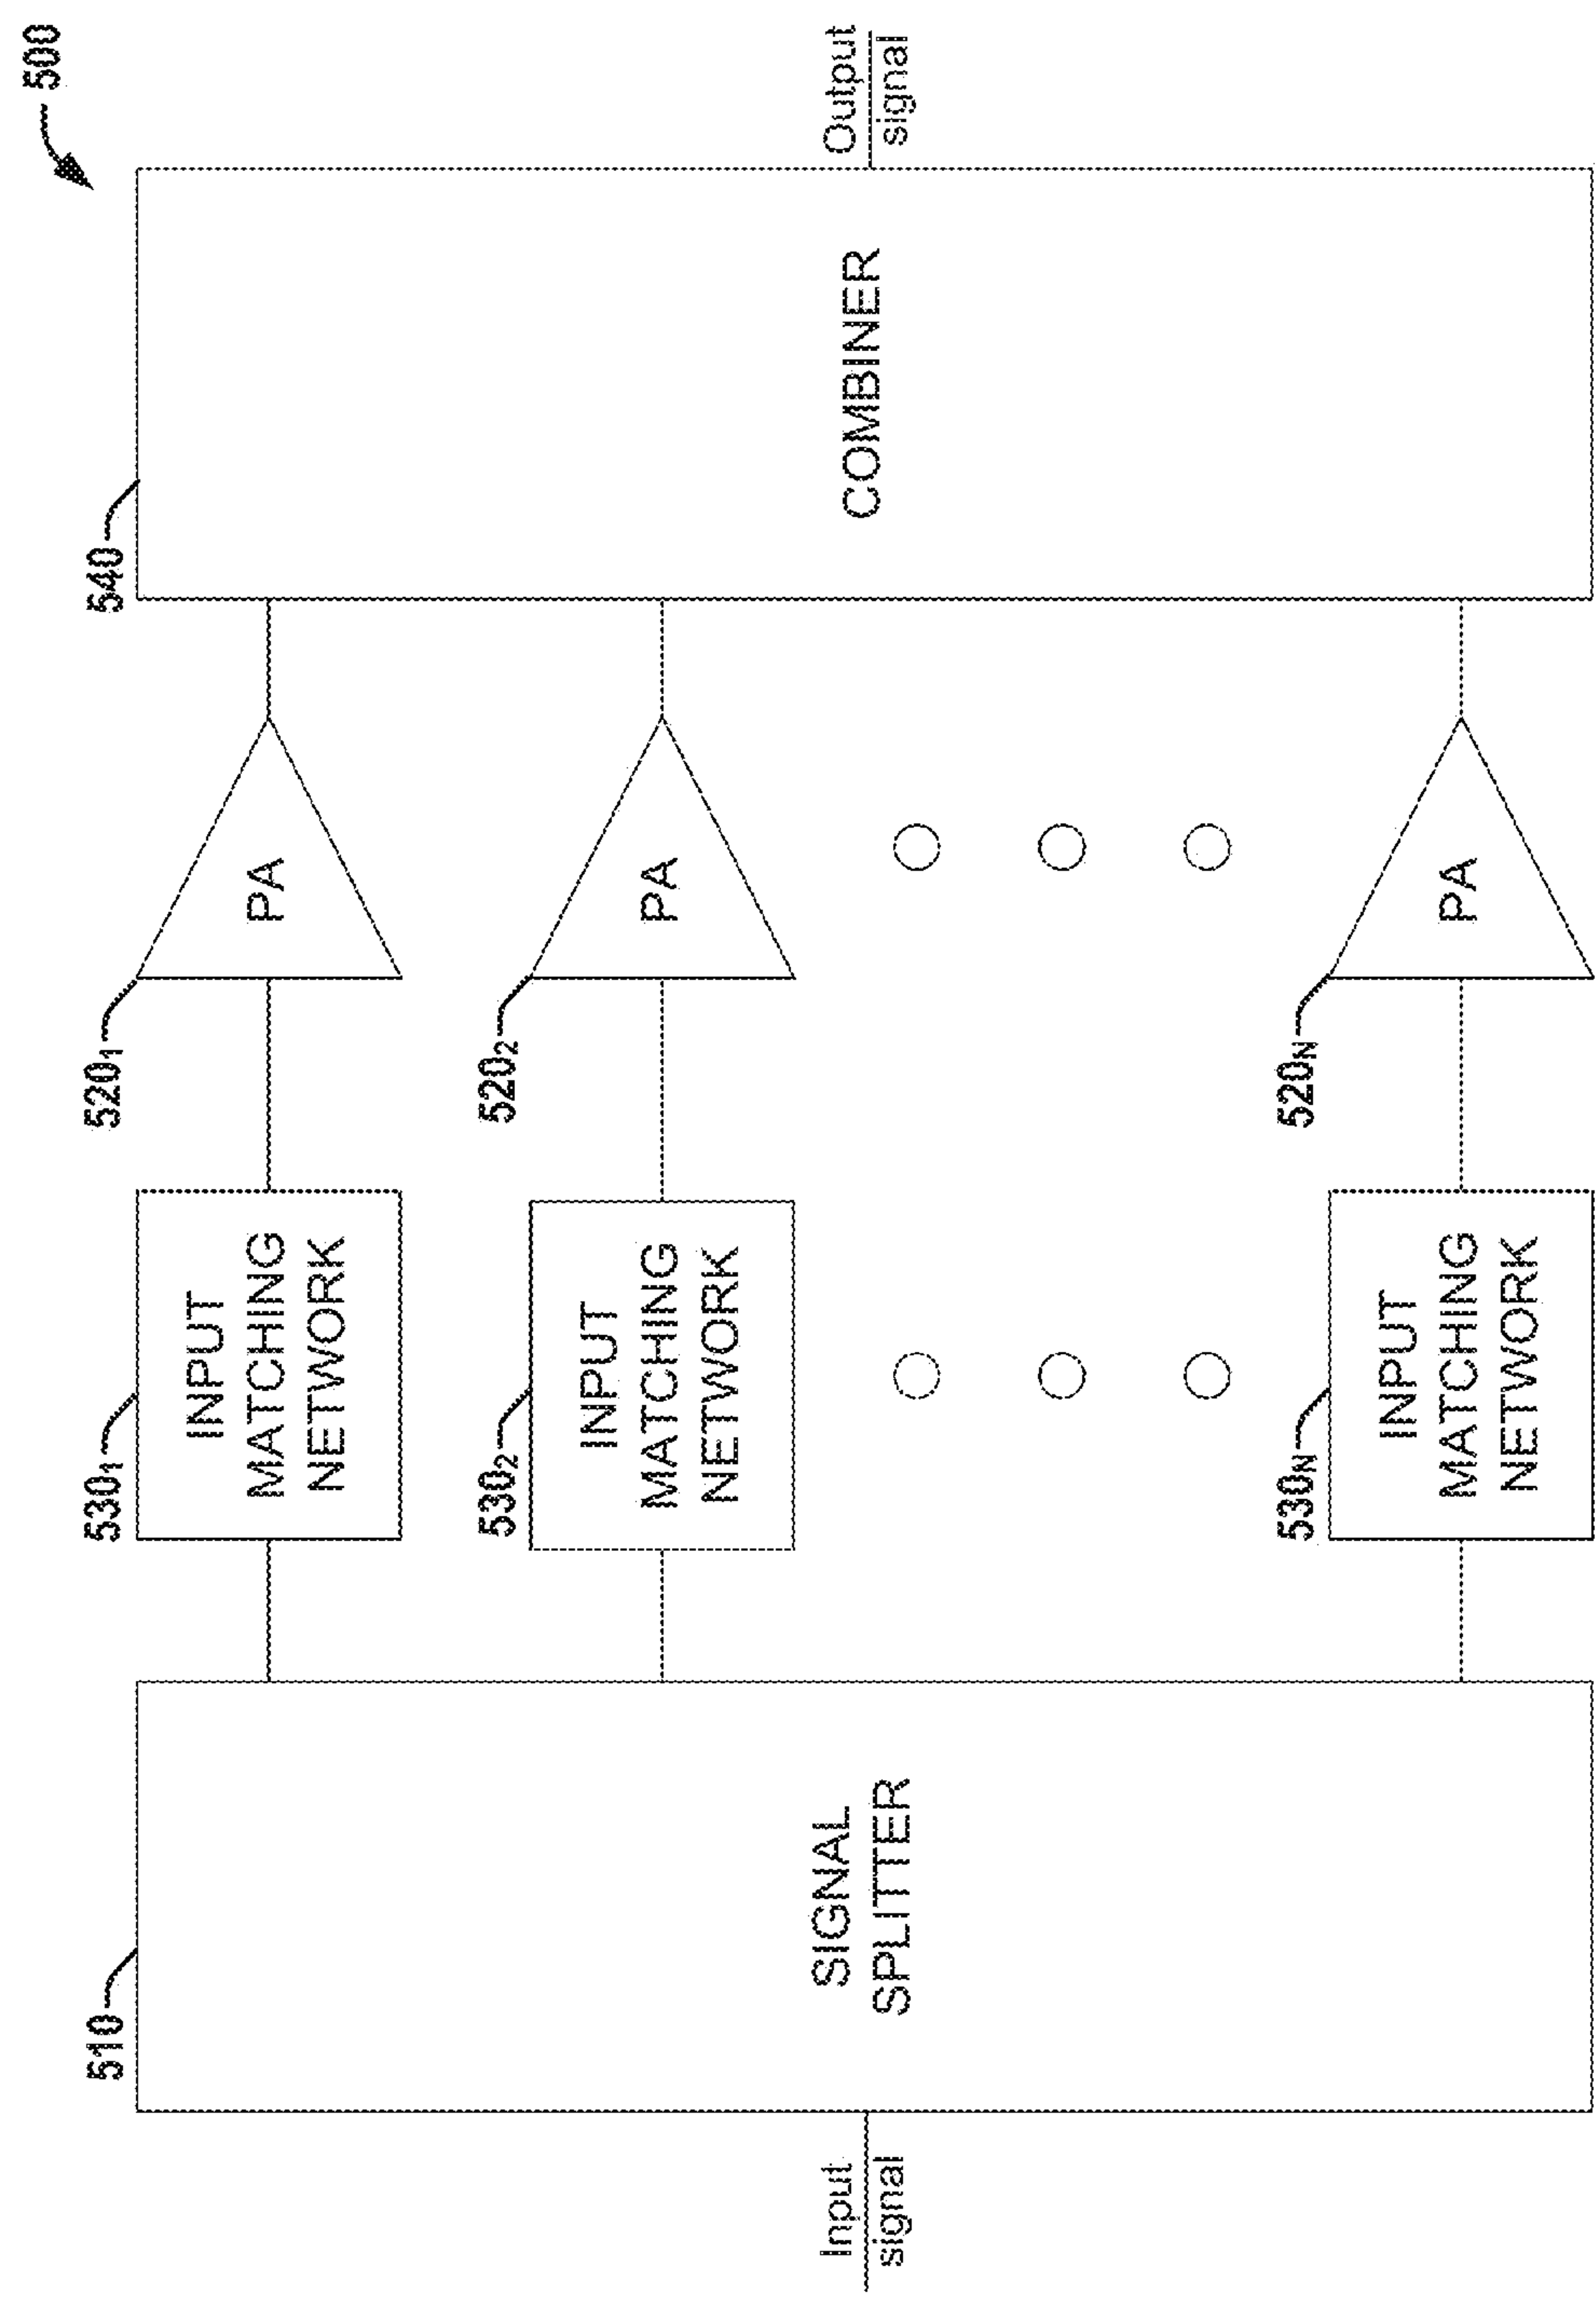 500
510
SIGNAL
SPLITTER
Input
signal
530₁
INPUT
MATCHING
NETWORK
520₁
PA
530₂
INPUT
MATCHING
NETWORK
520₂
PA
530N
INPUT
MATCHING
NETWORK
520N
PA
540
COMBINER
Output
signal